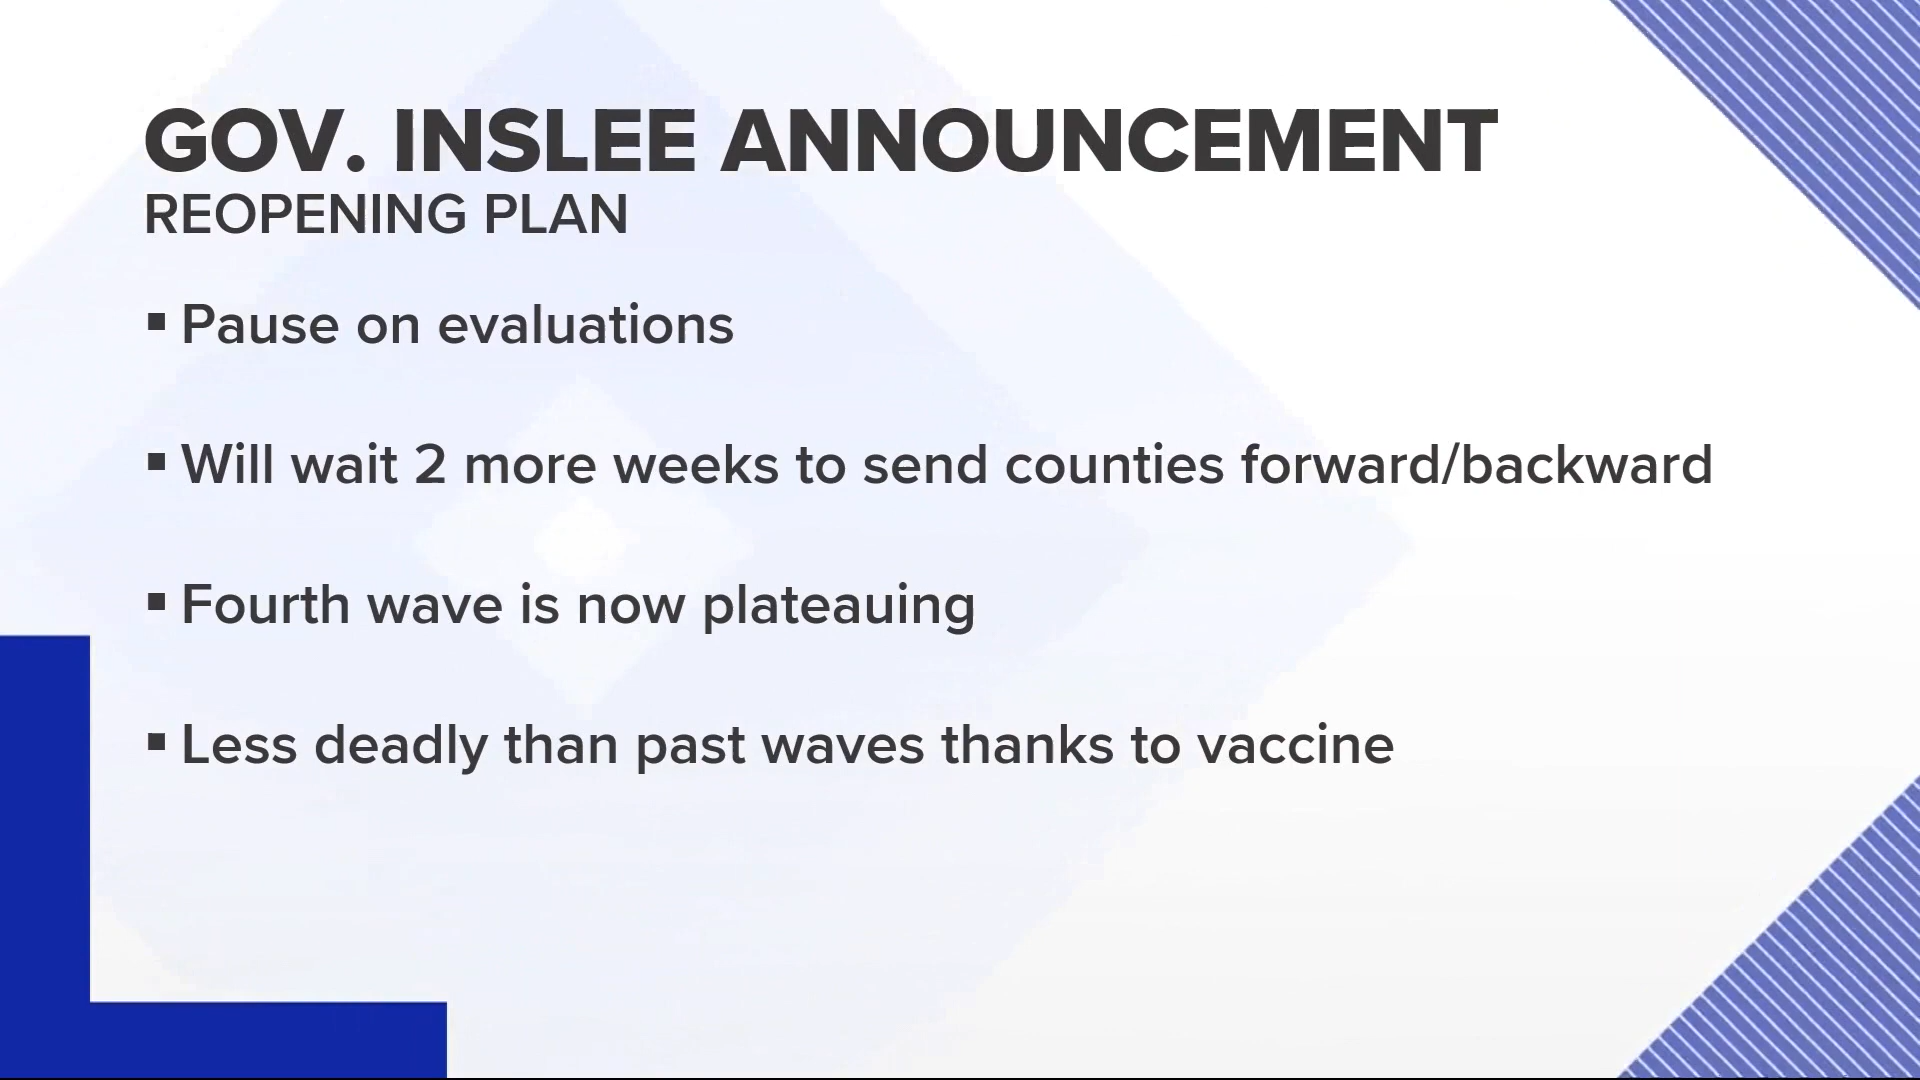 GOV. INSLEE ANNOUNCEMENT
REOPENING PLAN
▪ Pause on evaluations
▪ Will wait 2 more weeks to send counties forward/backward
▪ Fourth wave is now plateauing
▪ Less deadly than past waves thanks to vaccine